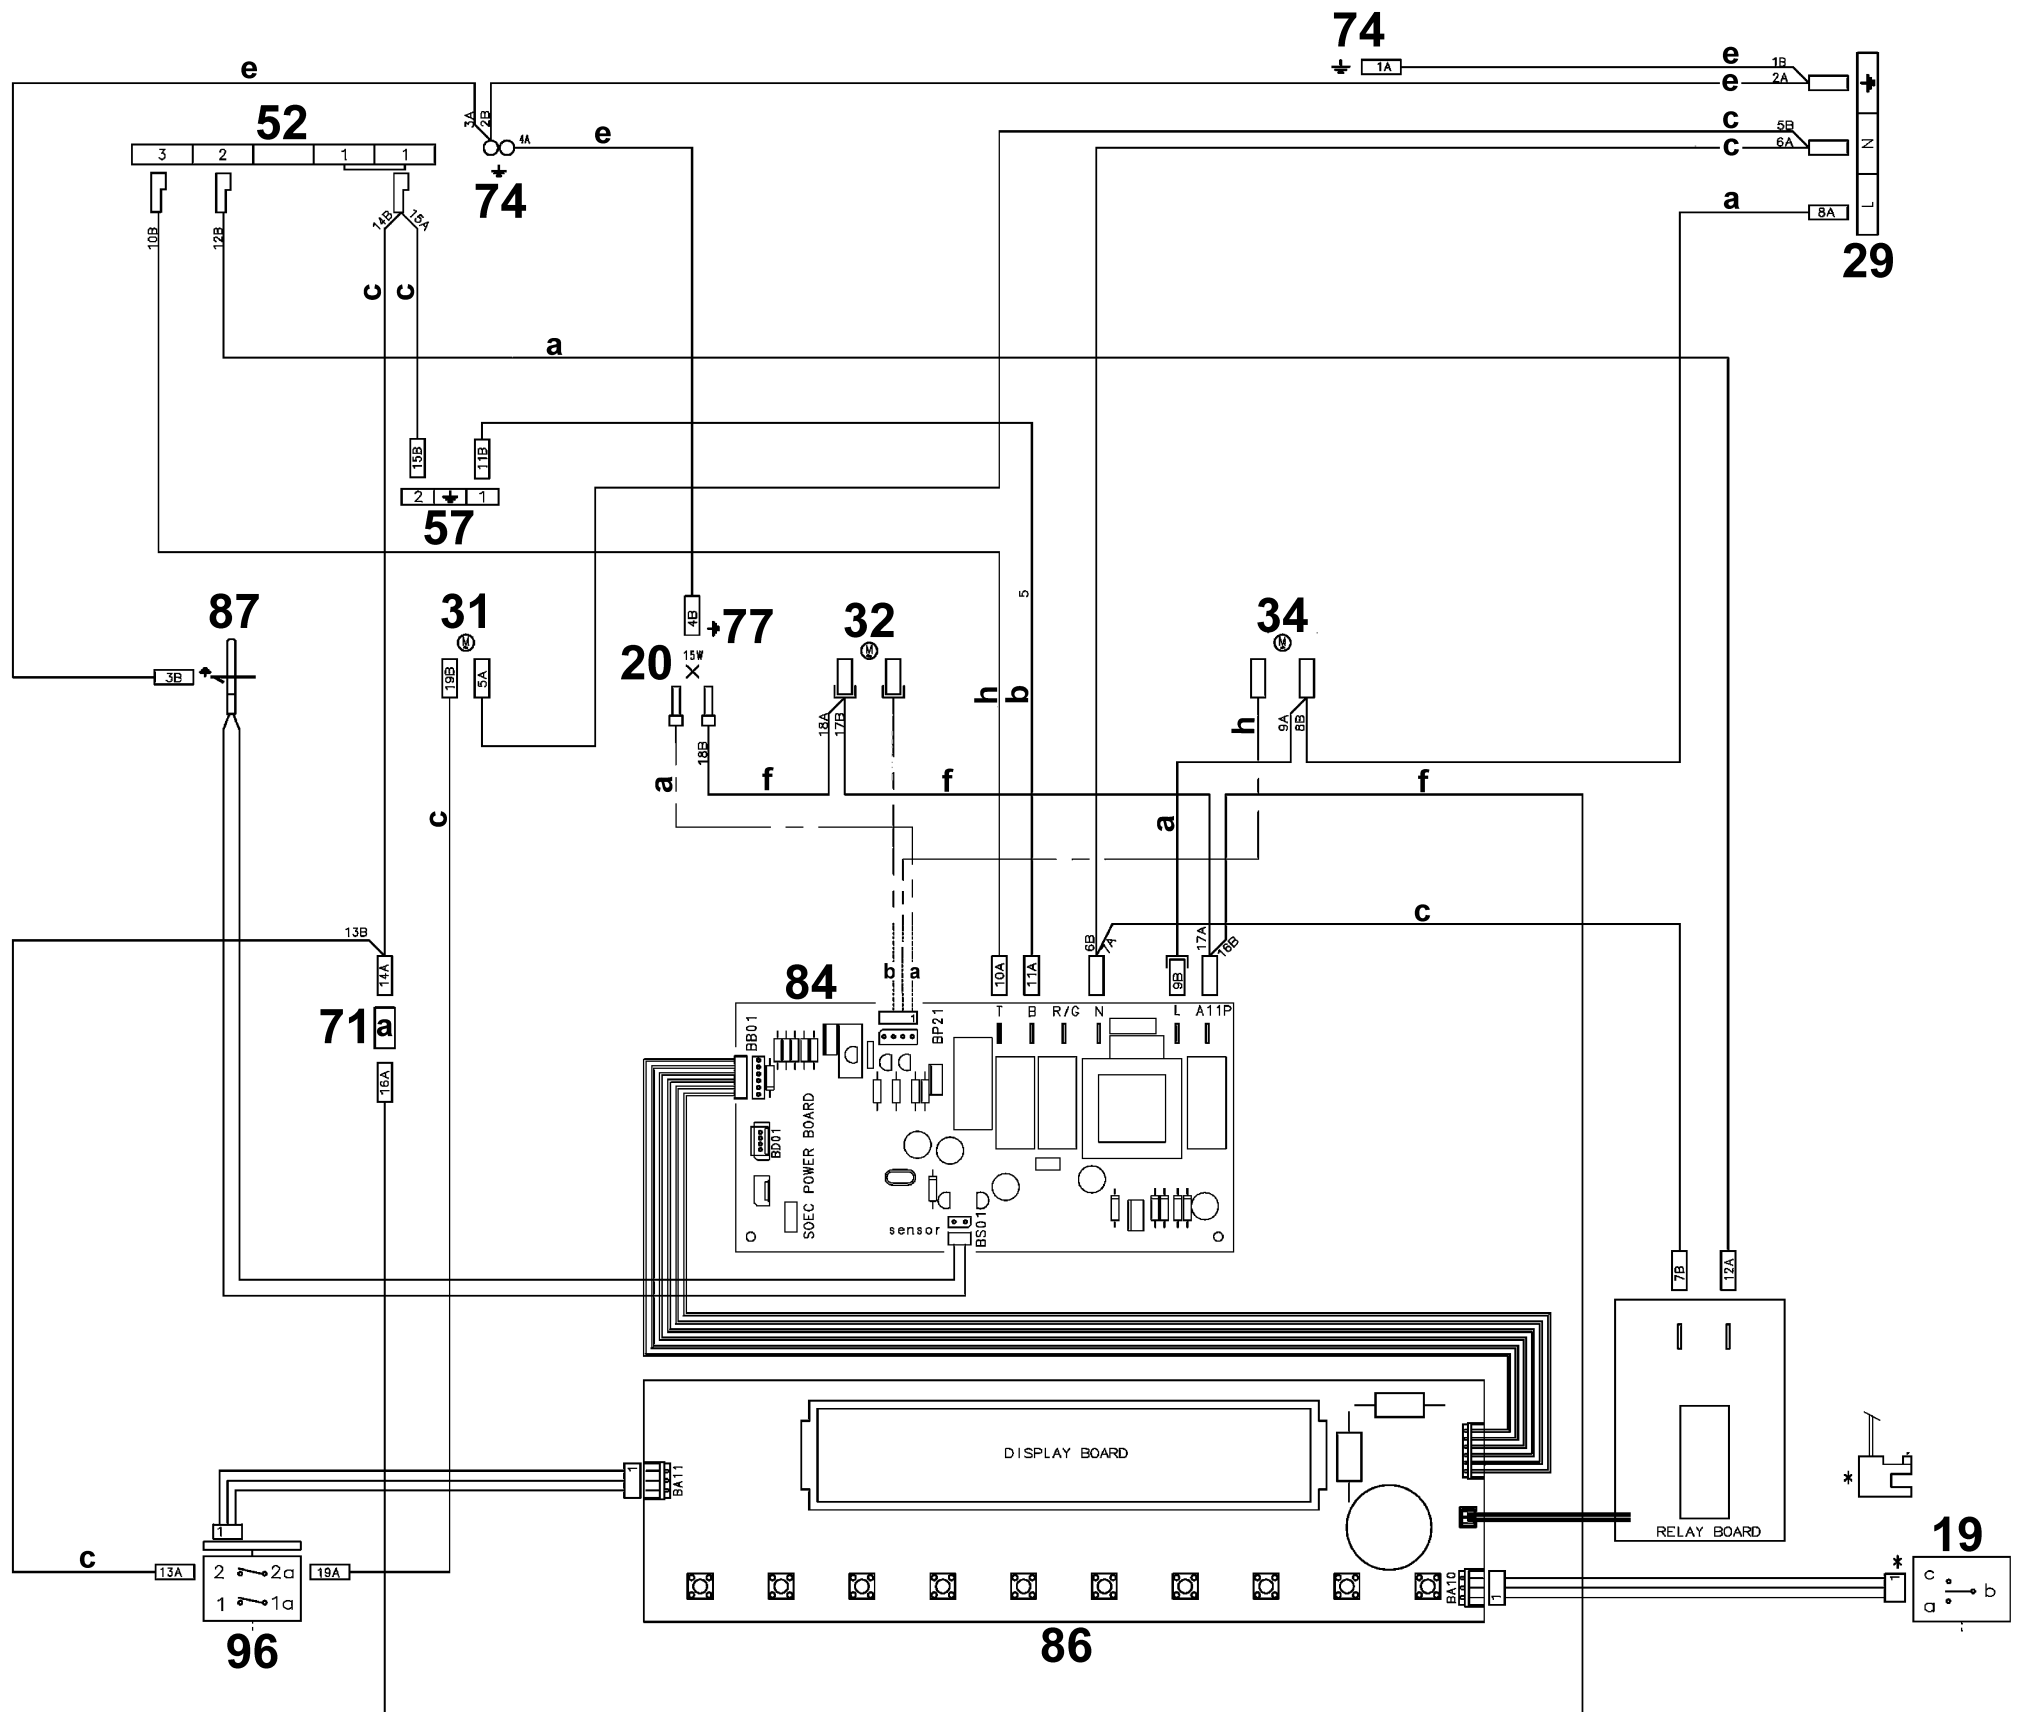 74
1A
e
1B
e
2A
e
3A
2B
4A
e
52
3 2 1 1
74
c
5B
c
6A
N
a
8A
L
29
10B
12B
14B
15A
c
c
a
15B
11B
2 1
57
5
87
31
M
19B
5A
3B
4B
77
20
15W
32
M
18A
17B
18B
34
M
9A
8B
h
b
h
a
f
f
f
c
a
c
13B
14A
71
a
16A
84
b
a
10A
11A
6B
7A
9B
17A
16B
T B R/G N L A11P
1
BP21
BB01
BD01
SOEC POWER BOARD
sensor
BS01
7B
12A
DISPLAY BOARD
1
BA11
RELAY BOARD
*
1
c
13A
2 2a
1 1a
19A
96
BA10
1
86
19
*
1
c
b
a